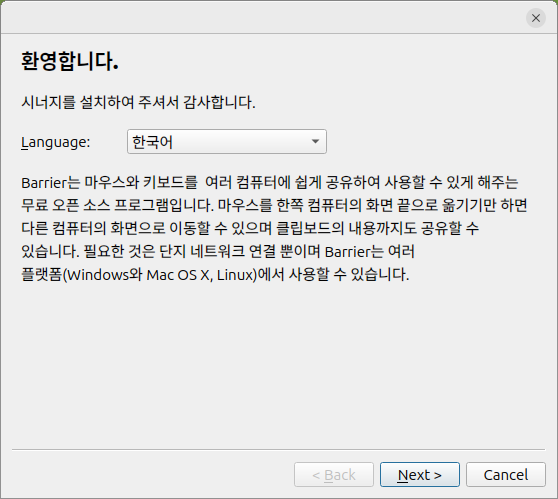 환영합니다.
시너지를 설치하여 주셔서 감사합니다.
Language: 한국어
Barrier는 마우스와 키보드를  여러 컴퓨터에 쉽게 공유하여 사용할 수 있게 해주는
무료 오픈 소스 프로그램입니다. 마우스를 한쪽 컴퓨터의 화면 끝으로 옮기기만 하면
다른 컴퓨터의 화면으로 이동할 수 있으며 클립보드의 내용까지도 공유할 수
있습니다. 필요한 것은 단지 네트워크 연결 뿐이며 Barrier는 여러
플랫폼(Windows와 Mac OS X, Linux)에서 사용할 수 있습니다.
< Back Next > Cancel